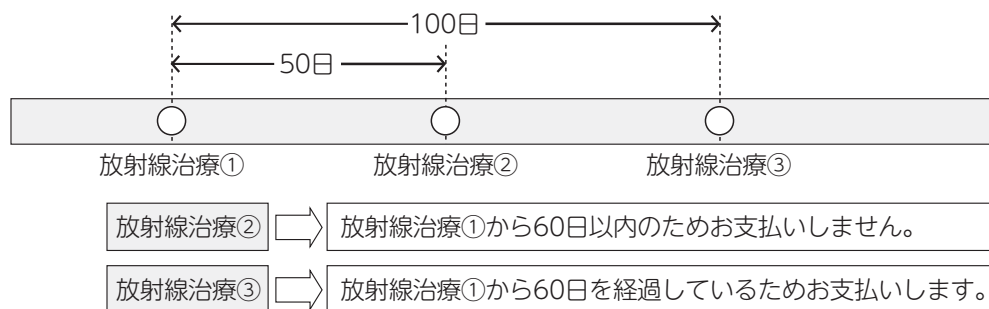 100日
50日
放射線治療① 放射線治療② 放射線治療③
放射線治療② 放射線治療①から60日以内のためお支払いしません。
放射線治療③ 放射線治療①から60日を経過しているためお支払いします。